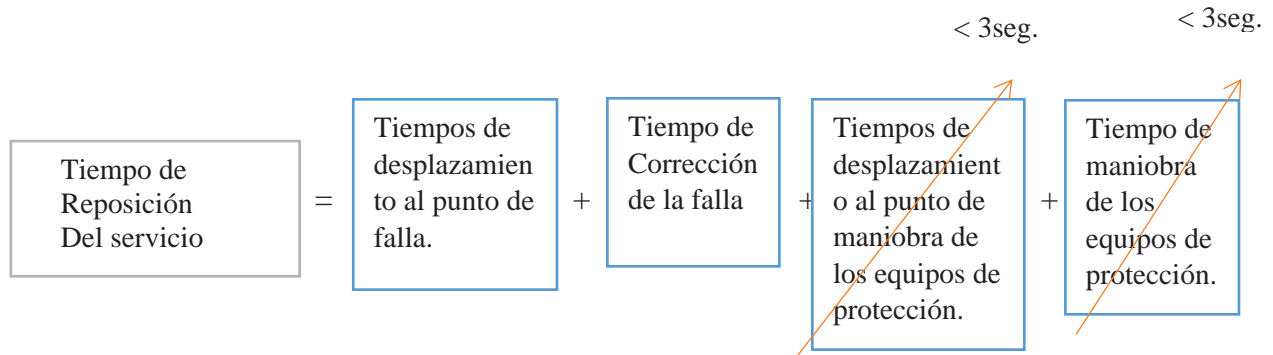 < 3seg.
< 3seg.
Tiempo de
Reposición
Del servicio
=
Tiempos de
desplazamien
to al punto de
falla.
+
Tiempo de
Corrección
de la falla
+
Tiempos de
desplazamient
o al punto de
maniobra de
los equipos de
protección.
+
Tiempo de
maniobra
de los
equipos de
protección.